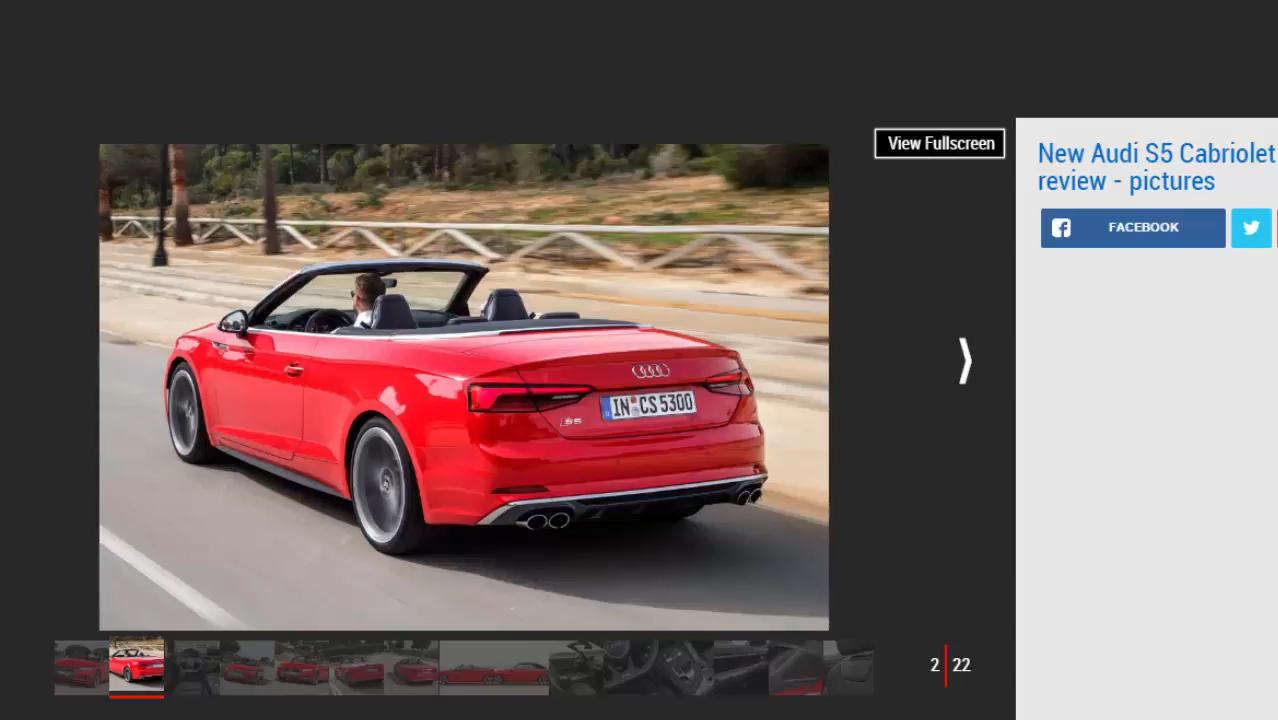 View Fullscreen
New Audi S5 Cabriolet
review - pictures
FACEBOOK
IN CS 5300
S5
2 22